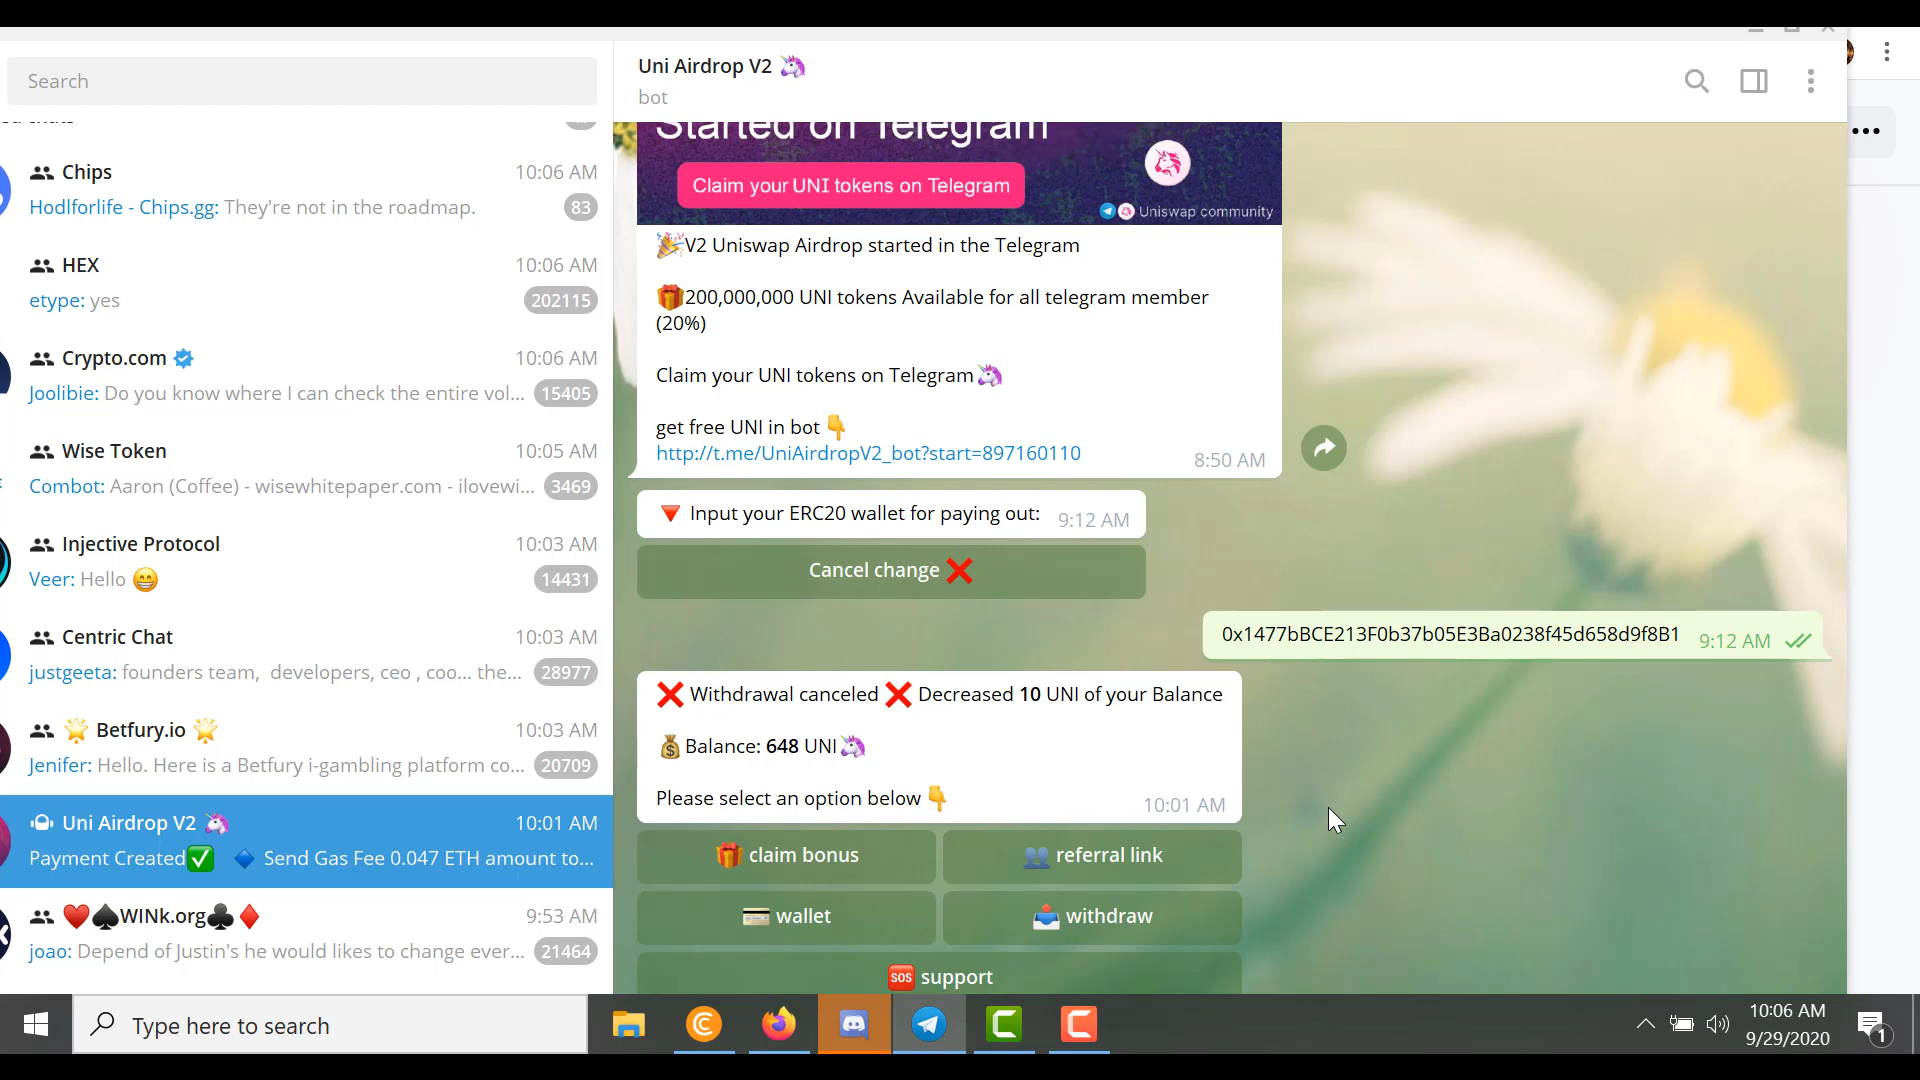 Search
Chips
10:06 AM
Hodlforlife - Chips.gg: They're not in the roadmap.
83
HEX
10:06 AM
etype: yes
202115
Crypto.com
10:06 AM
Joolibie: Do you know where I can check the entire vol...
15405
Wise Token
10:05 AM
Combot: Aaron (Coffee) - wisewhitepaper.com - ilovewi...
3469
Injective Protocol
10:03 AM
Veer: Hello 😁
14431
Centric Chat
10:03 AM
justgeeta: founders team, developers, ceo , coo... the...
28977
🌟 Betfury.io 🌟
10:03 AM
Jenifer: Hello. Here is a Betfury i-gambling platform co...
20709
Uni Airdrop V2 🦄
10:01 AM
Payment Created✅ 🔷 Send Gas Fee 0.047 ETH amount to...
♥️♠️WINk.org♣️♦️
9:53 AM
joao: Depend of Justin's he would likes to change ever...
21464
Uni Airdrop V2 🦄
bot
Started on Telegram
Claim your UNI tokens on Telegram
Uniswap community
🎉V2 Uniswap Airdrop started in the Telegram
🎁200,000,000 UNI tokens Available for all telegram member
(20%)
Claim your UNI tokens on Telegram🦄
get free UNI in bot 👇
http://t.me/UniAirdropV2_bot?start=897160110
8:50 AM
🔻 Input your ERC20 wallet for paying out:
9:12 AM
Cancel change ❌
0x1477bBCE213F0b37b05E3Ba0238f45d658d9f8B1
9:12 AM
❌ Withdrawal canceled ❌ Decreased 10 UNI of your Balance
💰Balance: 648 UNI🦄
Please select an option below 👇
10:01 AM
🎁 claim bonus
👥 referral link
💳 wallet
📤 withdraw
🆘 support
Type here to search
10:06 AM
9/29/2020
1